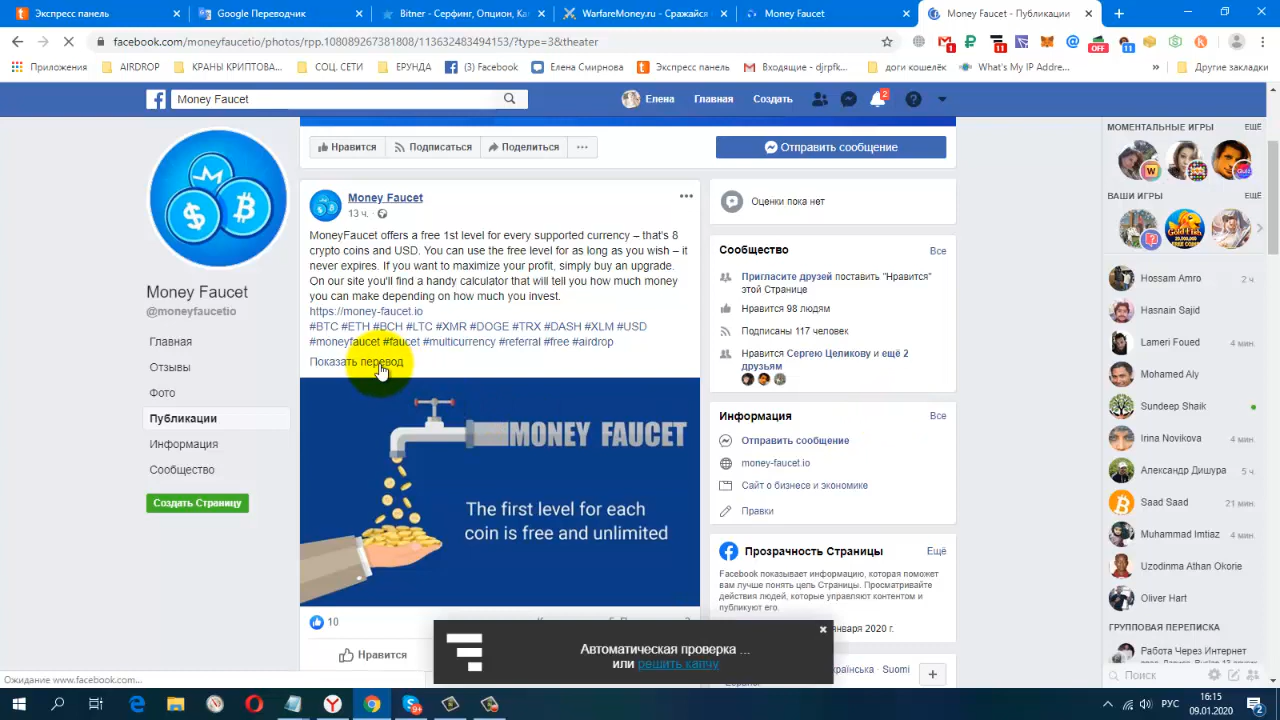 Экспресс панель
Google Переводчик
Bitner - Серфинг, Опцион, Ка
WarfareMoney.ru - Сражайся
Money Faucet
Money Faucet - Публикации
facebook.com/moneyfaucetio/photos/rpp.108089267381808/113632483494153/?type=3&theater
Приложения
AIRDROP
КРАНЫ КРИПТОВА...
СОЦ. СЕТИ
ЕРУНДА
(3) Facebook
Елена Смирнова
Экспресс панель
Входящие - djrpfk...
доги кошелёк
What's My IP Addre...
»
Другие закладки
Money Faucet
Елена
Главная
Создать
2
Нравится
Подписаться
Поделиться
Отправить сообщение
Money Faucet
@moneyfaucetio
Главная
Отзывы
Фото
Публикации
Информация
Сообщество
Создать Страницу
Money Faucet
13 ч.
MoneyFaucet offers a free 1st level for every supported currency – that's 8
crypto coins and USD. You can use the free level for as long as you wish – it
never expires. If you want to maximize your profit, simply buy an upgrade.
On our site you'll find a handy calculator that will tell you how much money
you can make depending on how much you invest.
https://money-faucet.io
#BTC #ETH #BCH #LTC #XMR #DOGE #TRX #DASH #XLM #USD
#moneyfaucet #faucet #multicurrency #referral #free #airdrop
Показать перевод
MONEY FAUCET
The first level for each
coin is free and unlimited
10
Нравится
Оценки пока нет
Сообщество
Все
Пригласите друзей поставить "Нравится"
этой Странице
Нравится 98 людям
Подписаны 117 человек
Нравится Сергею Целикову и ещё 2
друзьям
Информация
Все
Отправить сообщение
money-faucet.io
Сайт о бизнесе и экономике
Правки
Прозрачность Страницы
Ещё
Facebook показывает информацию, которая поможет
вам лучше понять цель Страницы. Просматривайте
действия людей, которые управляют контентом и
публикуют его.
января 2020 г.
Suomi
Автоматическая проверка ...
или решить капчу
МОМЕНТАЛЬНЫЕ ИГРЫ
ЕЩЁ
ВАШИ ИГРЫ
ЕЩЁ
Hossam Amro
2 ч.
Hasnain Sajid
Lameri Foued
Mohamed Aly
Sundeep Shaik
Irina Novikova
4 мин.
Александр Дишура
5 ч.
Saad Saad
21 мин.
Muhammad Imtiaz
4 мин.
Uzodinma Athan Okorie
Oliver Hart
ГРУППОВАЯ ПЕРЕПИСКА
Работа Через Интернет
Поиск
Ожидание www.facebook.com...
РУС
16:15
09.01.2020